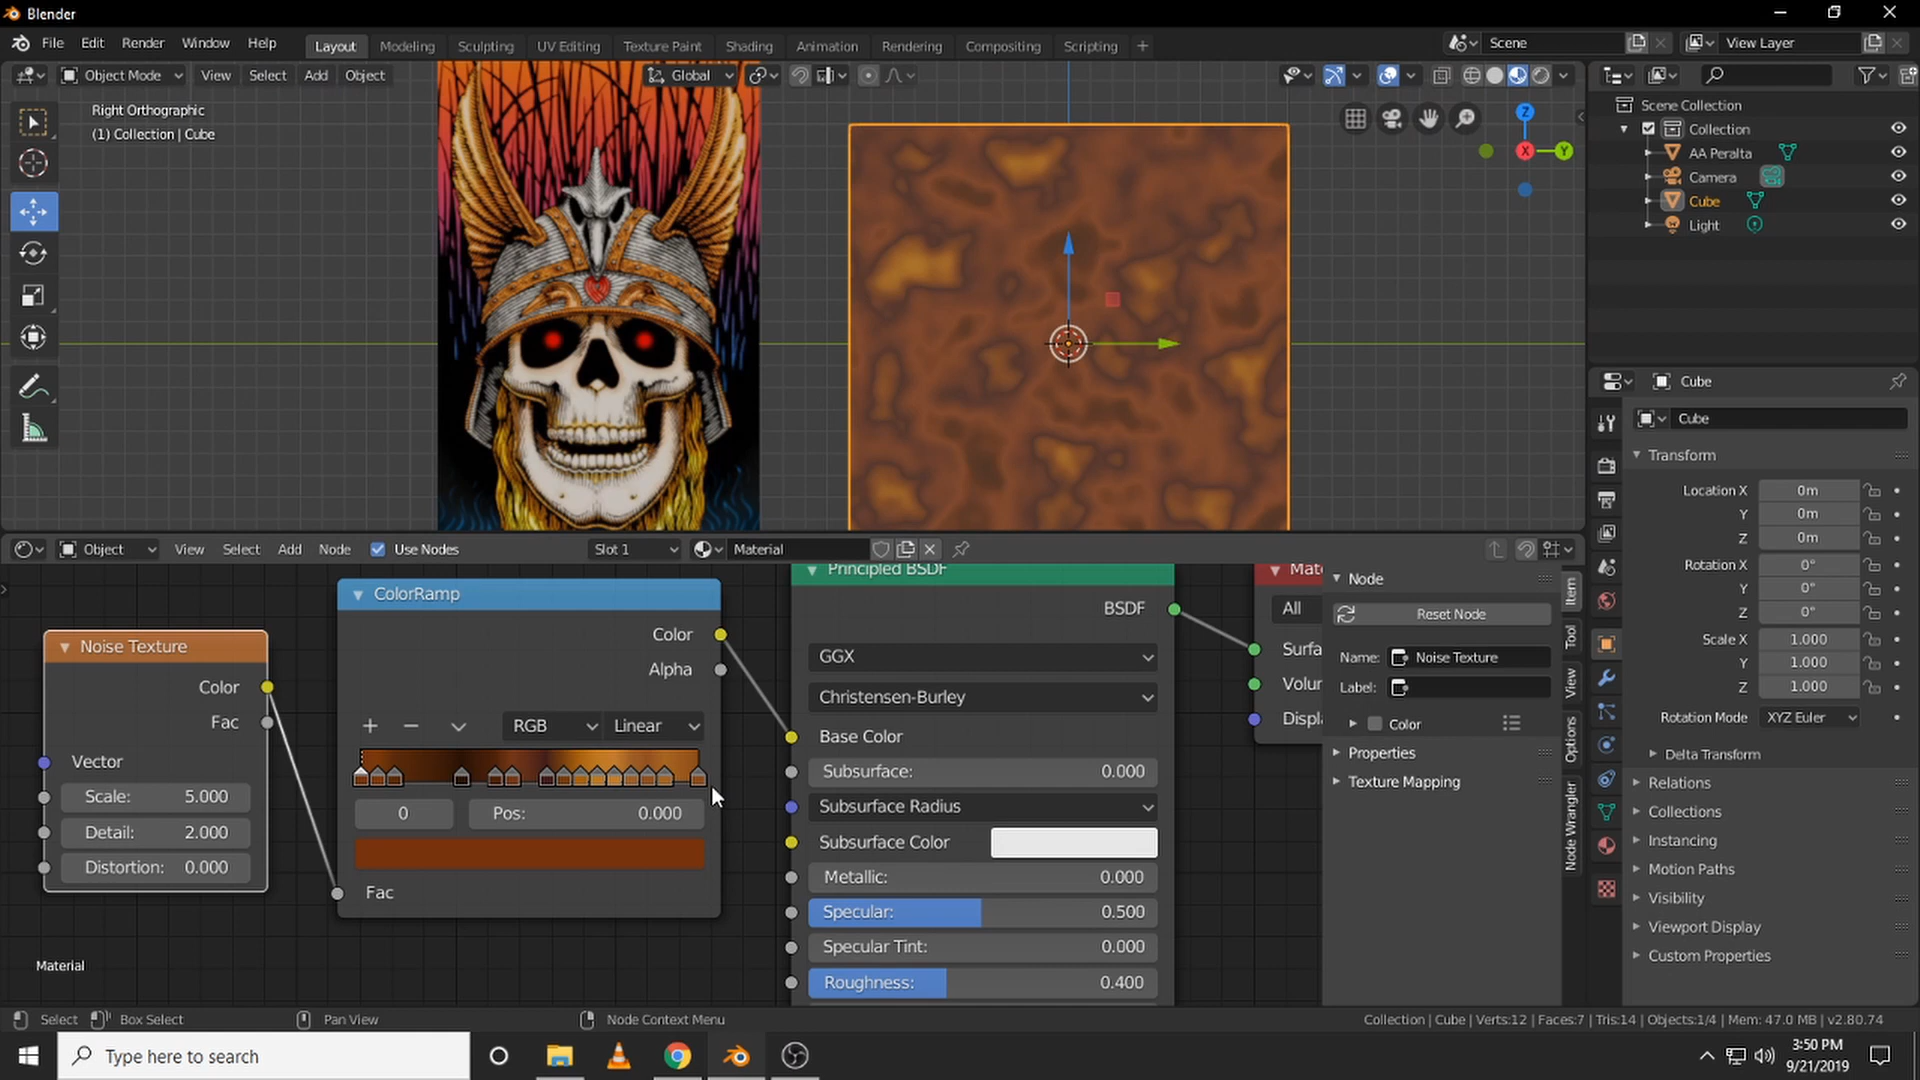 Blender
File Edit Render Window Help Layout Modeling Sculpting UV Editing Texture Paint Shading Animation Rendering Compositing Scripting + Scene View Layer
Object Mode View Select Add Object Global
Right Orthographic
(1) Collection | Cube
Z
X
Y
Scene Collection
Collection
AA Peralta
Camera
Cube
Light
Cube
Cube
Transform
Location X 0m
Y 0m
Z 0m
Rotation X 0°
Y 0°
Z 0°
Scale X 1.000
Y 1.000
Z 1.000
Rotation Mode XYZ Euler
Delta Transform
Relations
Collections
Instancing
Motion Paths
Visibility
Viewport Display
Custom Properties
Object View Select Add Node Use Nodes Slot 1 Material
Noise Texture
Color
Fac
Vector
Scale: 5.000
Detail: 2.000
Distortion: 0.000
ColorRamp
Color
Alpha
RGB Linear
0 Pos: 0.000
Fac
Principled BSDF
BSDF
GGX
Christensen-Burley
Base Color
Subsurface: 0.000
Subsurface Radius
Subsurface Color
Metallic: 0.000
Specular: 0.500
Specular Tint: 0.000
Roughness: 0.400
Mate
All
Surfa
Volur
Displ
Node
Reset Node
Name: Noise Texture
Label:
Color
Properties
Texture Mapping
Item
Tool
View
Options
Node Wrangler
Material
Select Box Select Pan View Node Context Menu Collection | Cube | Verts:12 | Faces:7 | Tris:14 | Objects:1/4 | Mem: 47.0 MB | v2.80.74
Type here to search
3:50 PM
9/21/2019